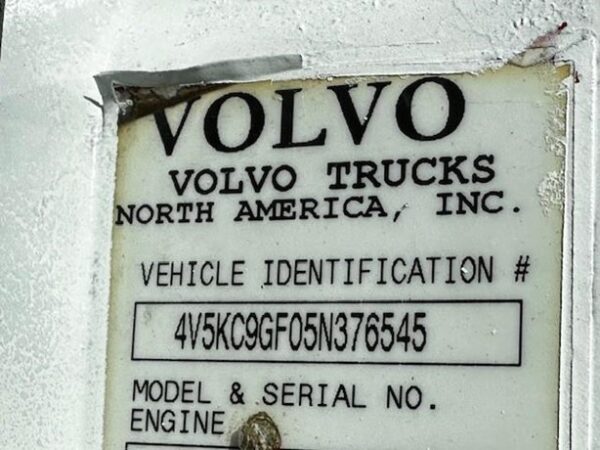 VOLVO
VOLVO TRUCKS
NORTH AMERICA, INC.
VEHICLE IDENTIFICATION #
4V5KC9GF05N376545
MODEL & SERIAL NO.
ENGINE